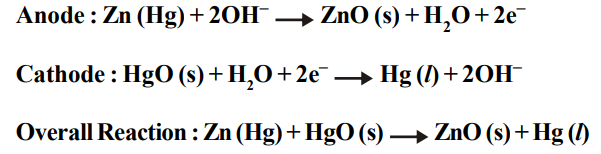 Anode : Zn (Hg) + 2OH⁻ ⟶ ZnO (s) + H₂O + 2e⁻
Cathode : HgO (s) + H₂O + 2e⁻ ⟶ Hg (l) + 2OH⁻
Overall Reaction : Zn (Hg) + HgO (s) ⟶ ZnO (s) + Hg (l)